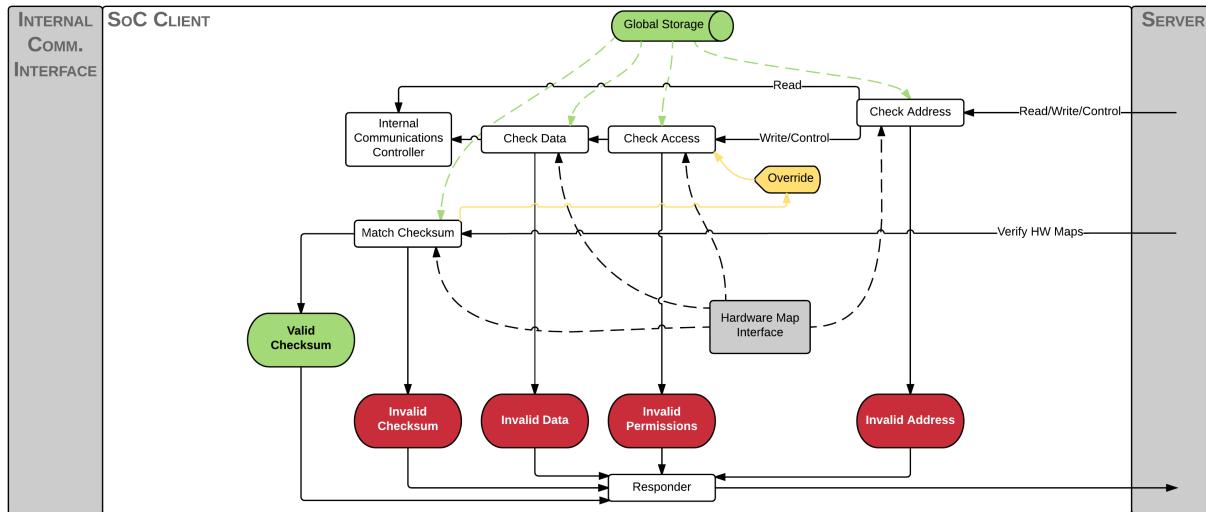 INTERNAL
COMM.
INTERFACE
SOC CLIENT
SERVER
Global Storage
Read
Check Address
Read/Write/Control
Internal
Communications
Controller
Check Data
Check Access
Write/Control
Override
Match Checksum
Verify HW Maps
Hardware Map
Interface
Valid
Checksum
Invalid
Checksum
Invalid Data
Invalid
Permissions
Invalid Address
Responder